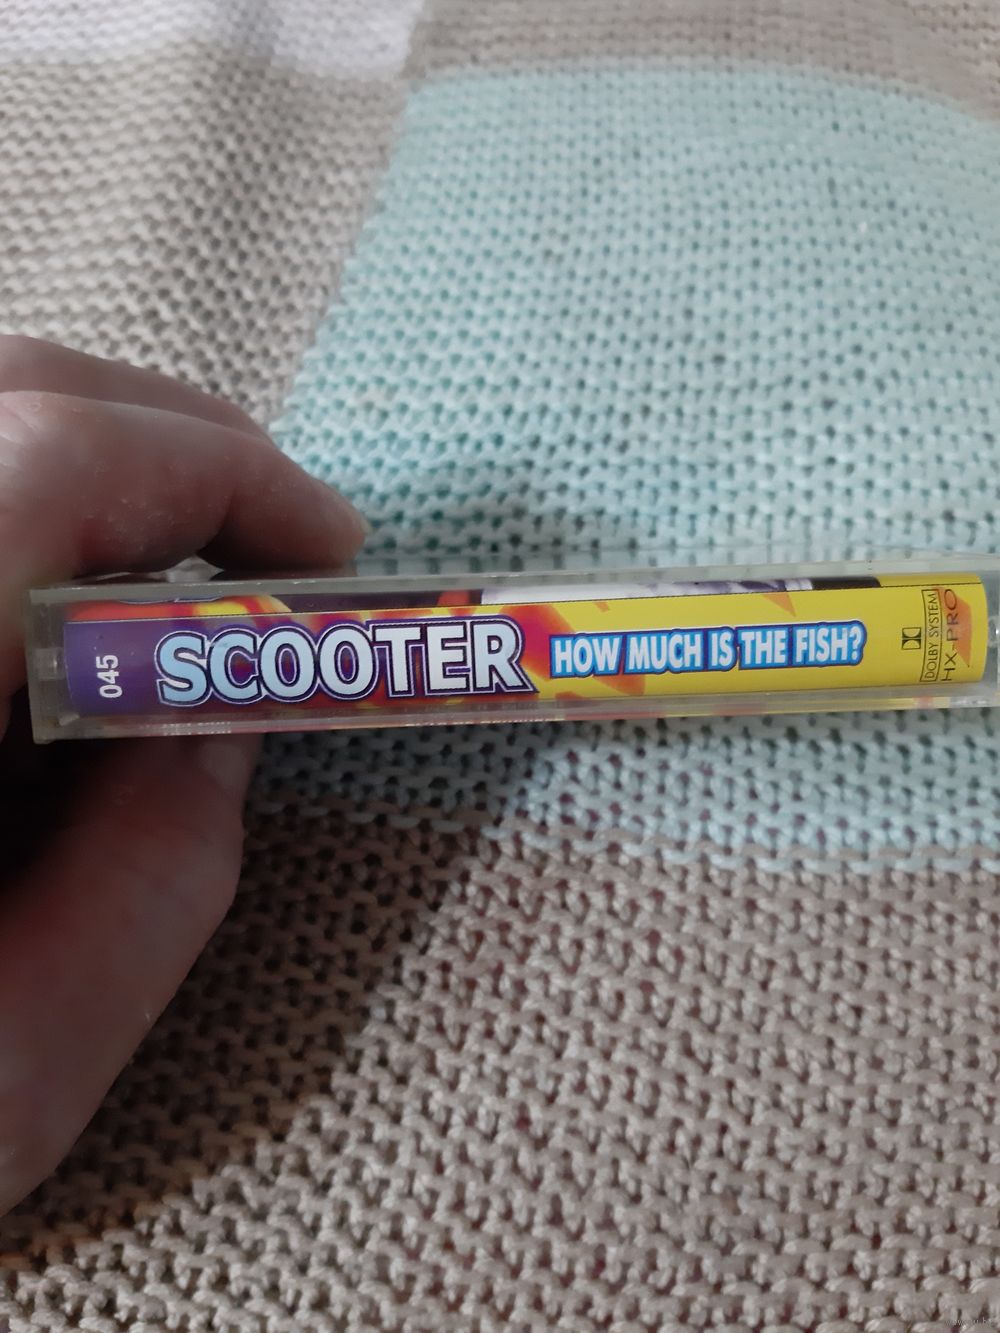 045
SCOOTER
HOW MUCH IS THE FISH?
DOLBY SYSTEM
HX-PRO